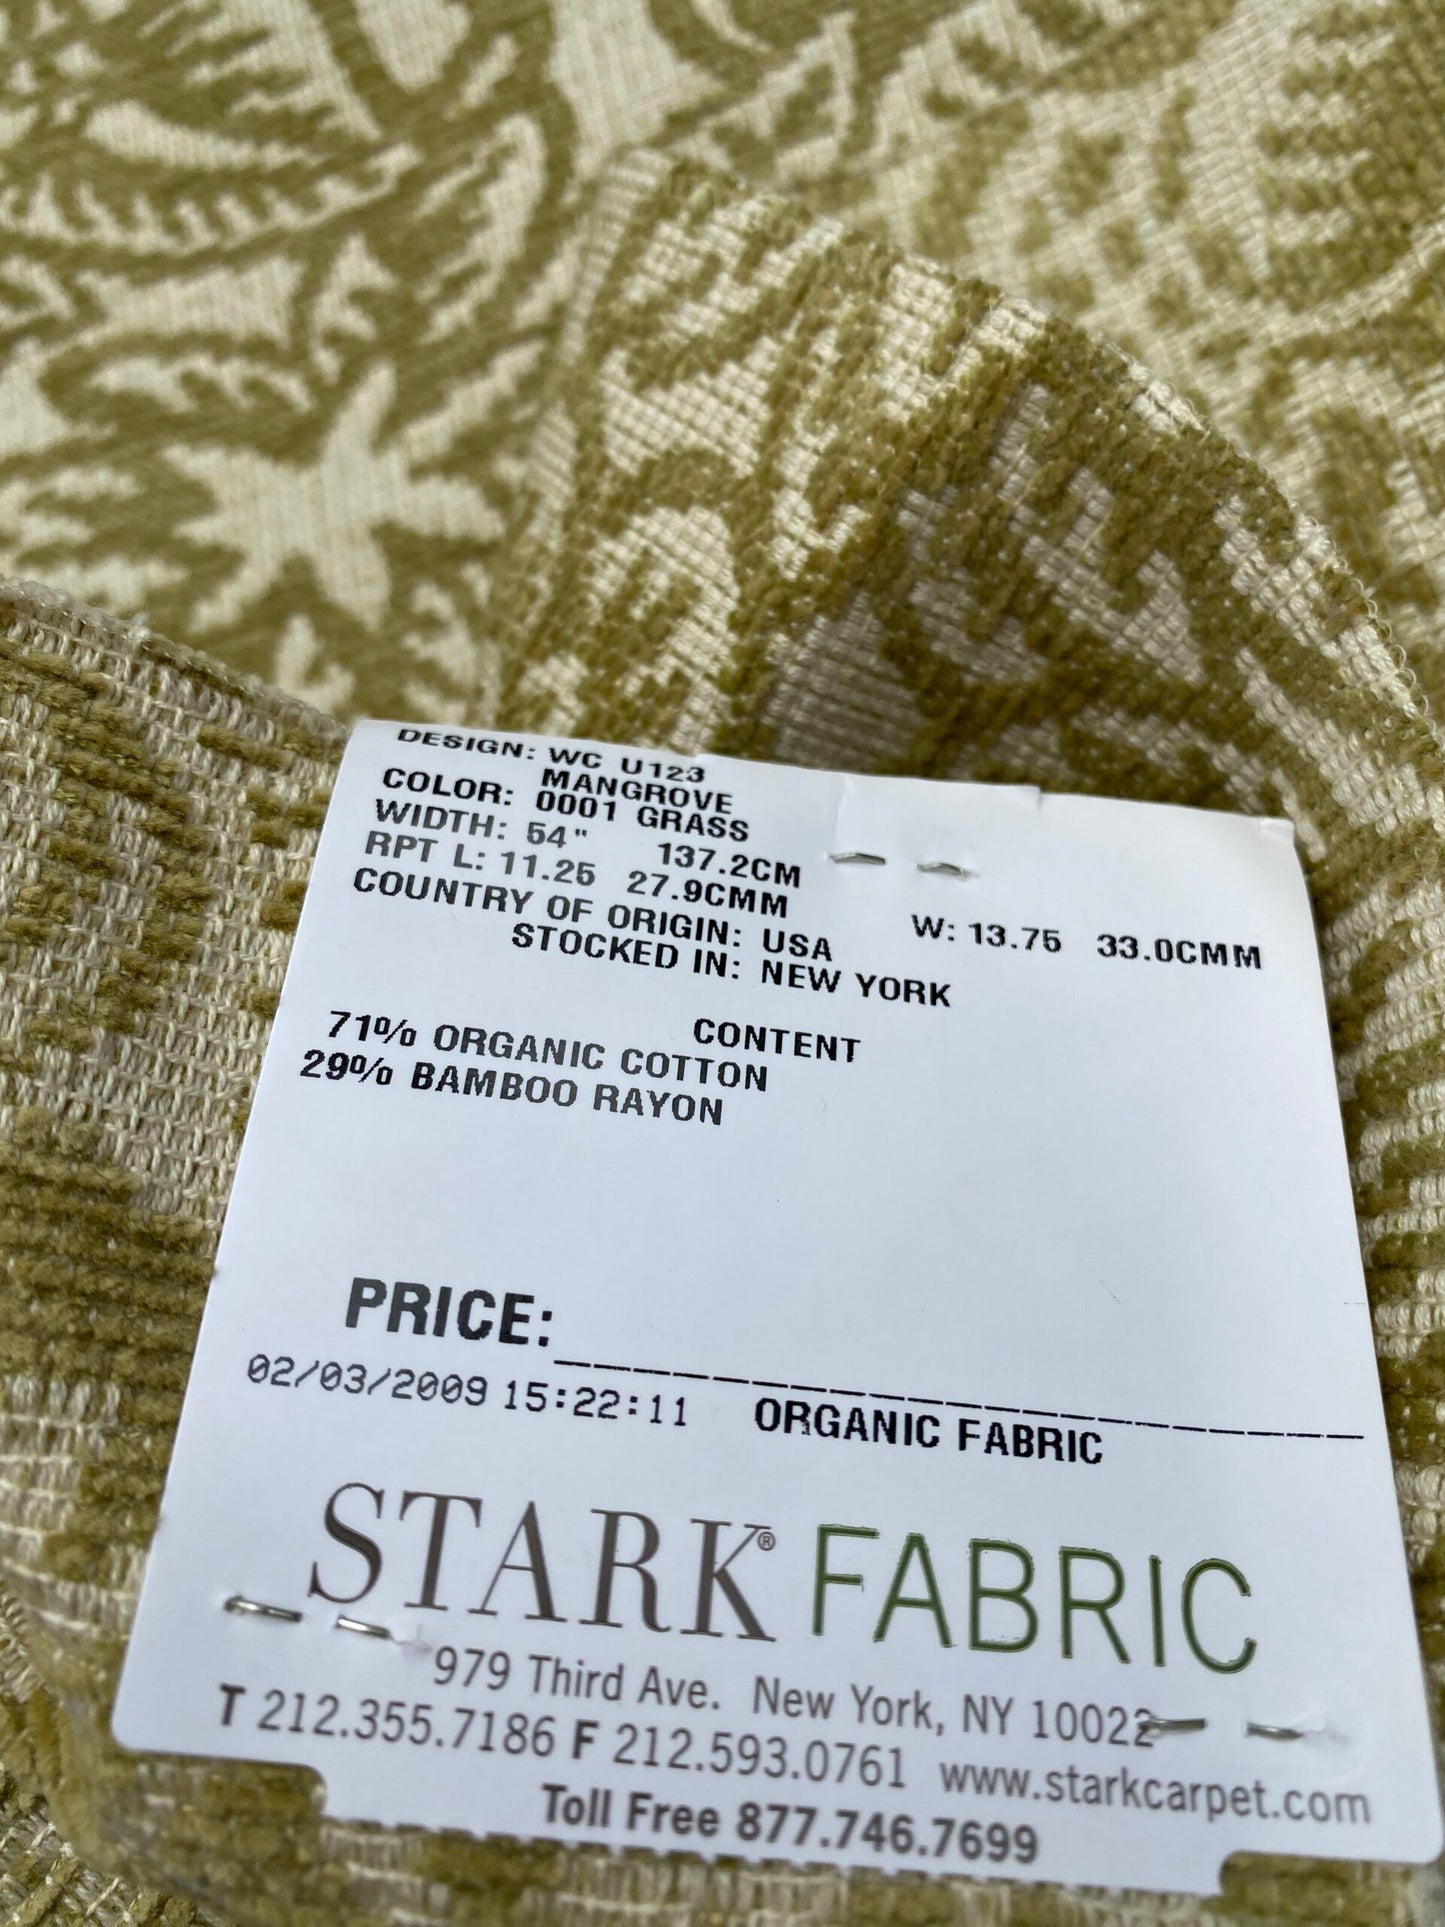 DESIGN: WC U123
MANGROVE
COLOR: 0001 GRASS
WIDTH: 54" 137.2CM
RPT L: 11.25 27.9CMM W: 13.75 33.0CMM
COUNTRY OF ORIGIN: USA
STOCKED IN: NEW YORK
CONTENT
71% ORGANIC COTTON
29% BAMBOO RAYON
PRICE:
02/03/2009 15:22:11 ORGANIC FABRIC
STARK® FABRIC
979 Third Ave. New York, NY 10022
T 212.355.7186 F 212.593.0761 www.starkcarpet.com
Toll Free 877.746.7699